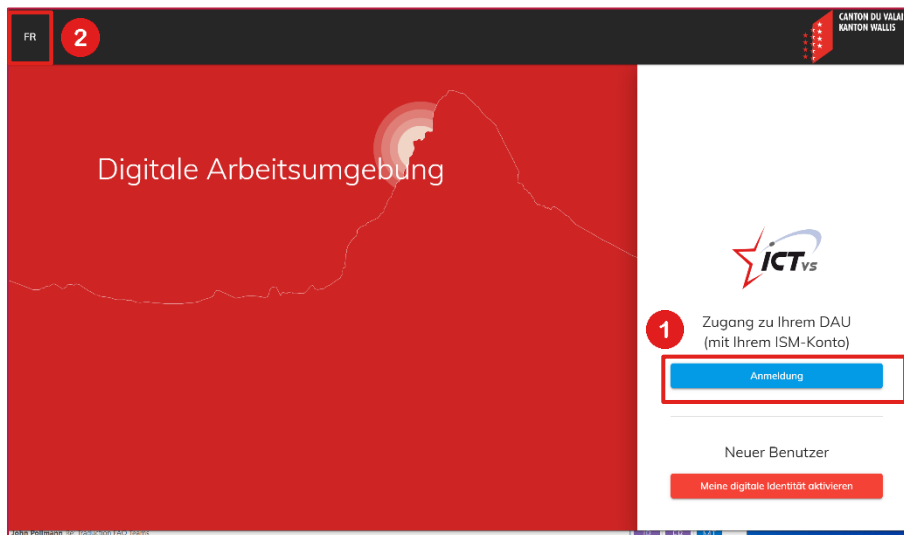 FR
2
CANTON DU VALAI
KANTON WALLIS
Digitale Arbeitsumgebung
ICT VS
1
Zugang zu Ihrem DAU
(mit Ihrem ISM-Konto)
Anmeldung
Neuer Benutzer
Meine digitale Identität aktivieren